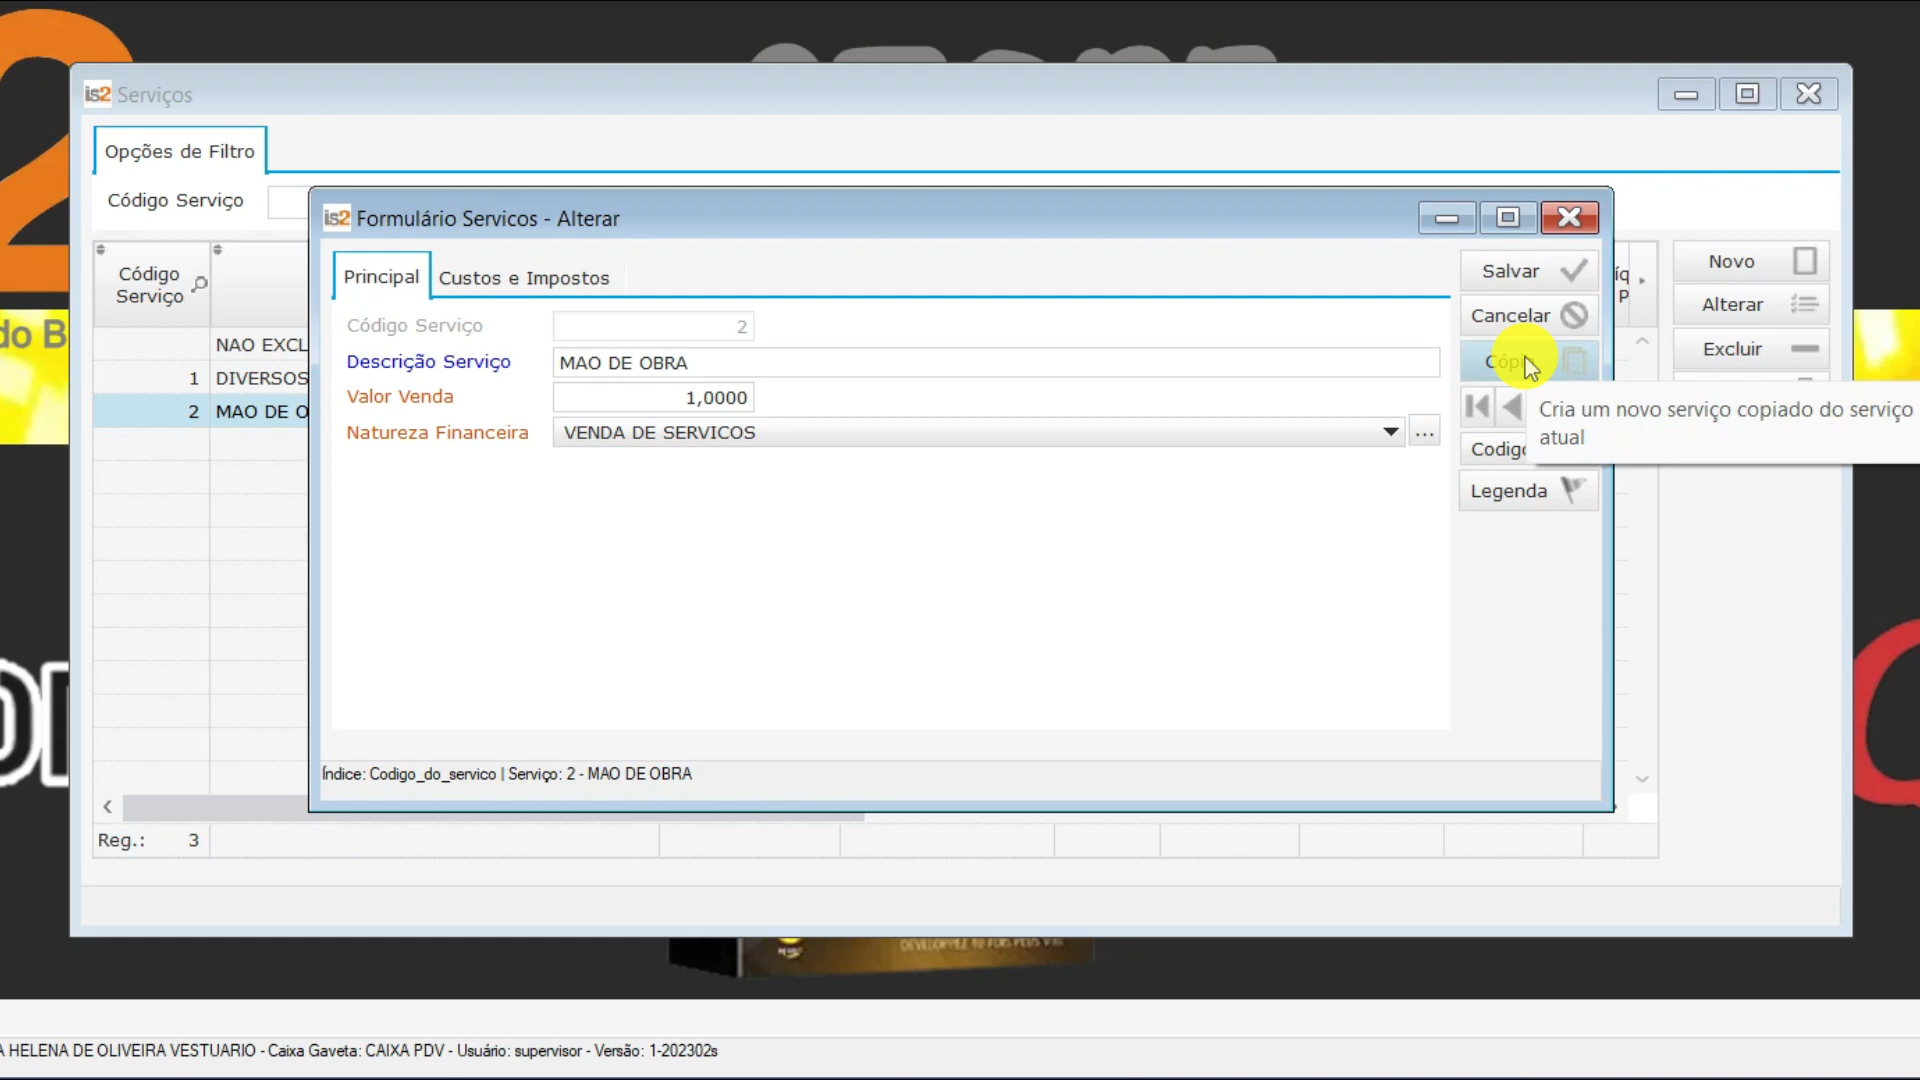 is2 Serviços
Opções de Filtro
Código Serviço
Código
Serviço
NAO EXCL
1 DIVERSOS
2 MAO DE O
Reg.: 3
Novo
Alterar
Excluir
is2 Formulário Servicos - Alterar
Principal
Custos e Impostos
Código Serviço 2
Descrição Serviço MAO DE OBRA
Valor Venda 1,0000
Natureza Financeira VENDA DE SERVICOS
...
Salvar
Cancelar
Cópi
Codigo
Legenda
Cria um novo serviço copiado do serviço
atual
Índice: Codigo_do_servico | Serviço: 2 - MAO DE OBRA
do B
A HELENA DE OLIVEIRA VESTUARIO - Caixa Gaveta: CAIXA PDV - Usuário: supervisor - Versão: 1-202302s